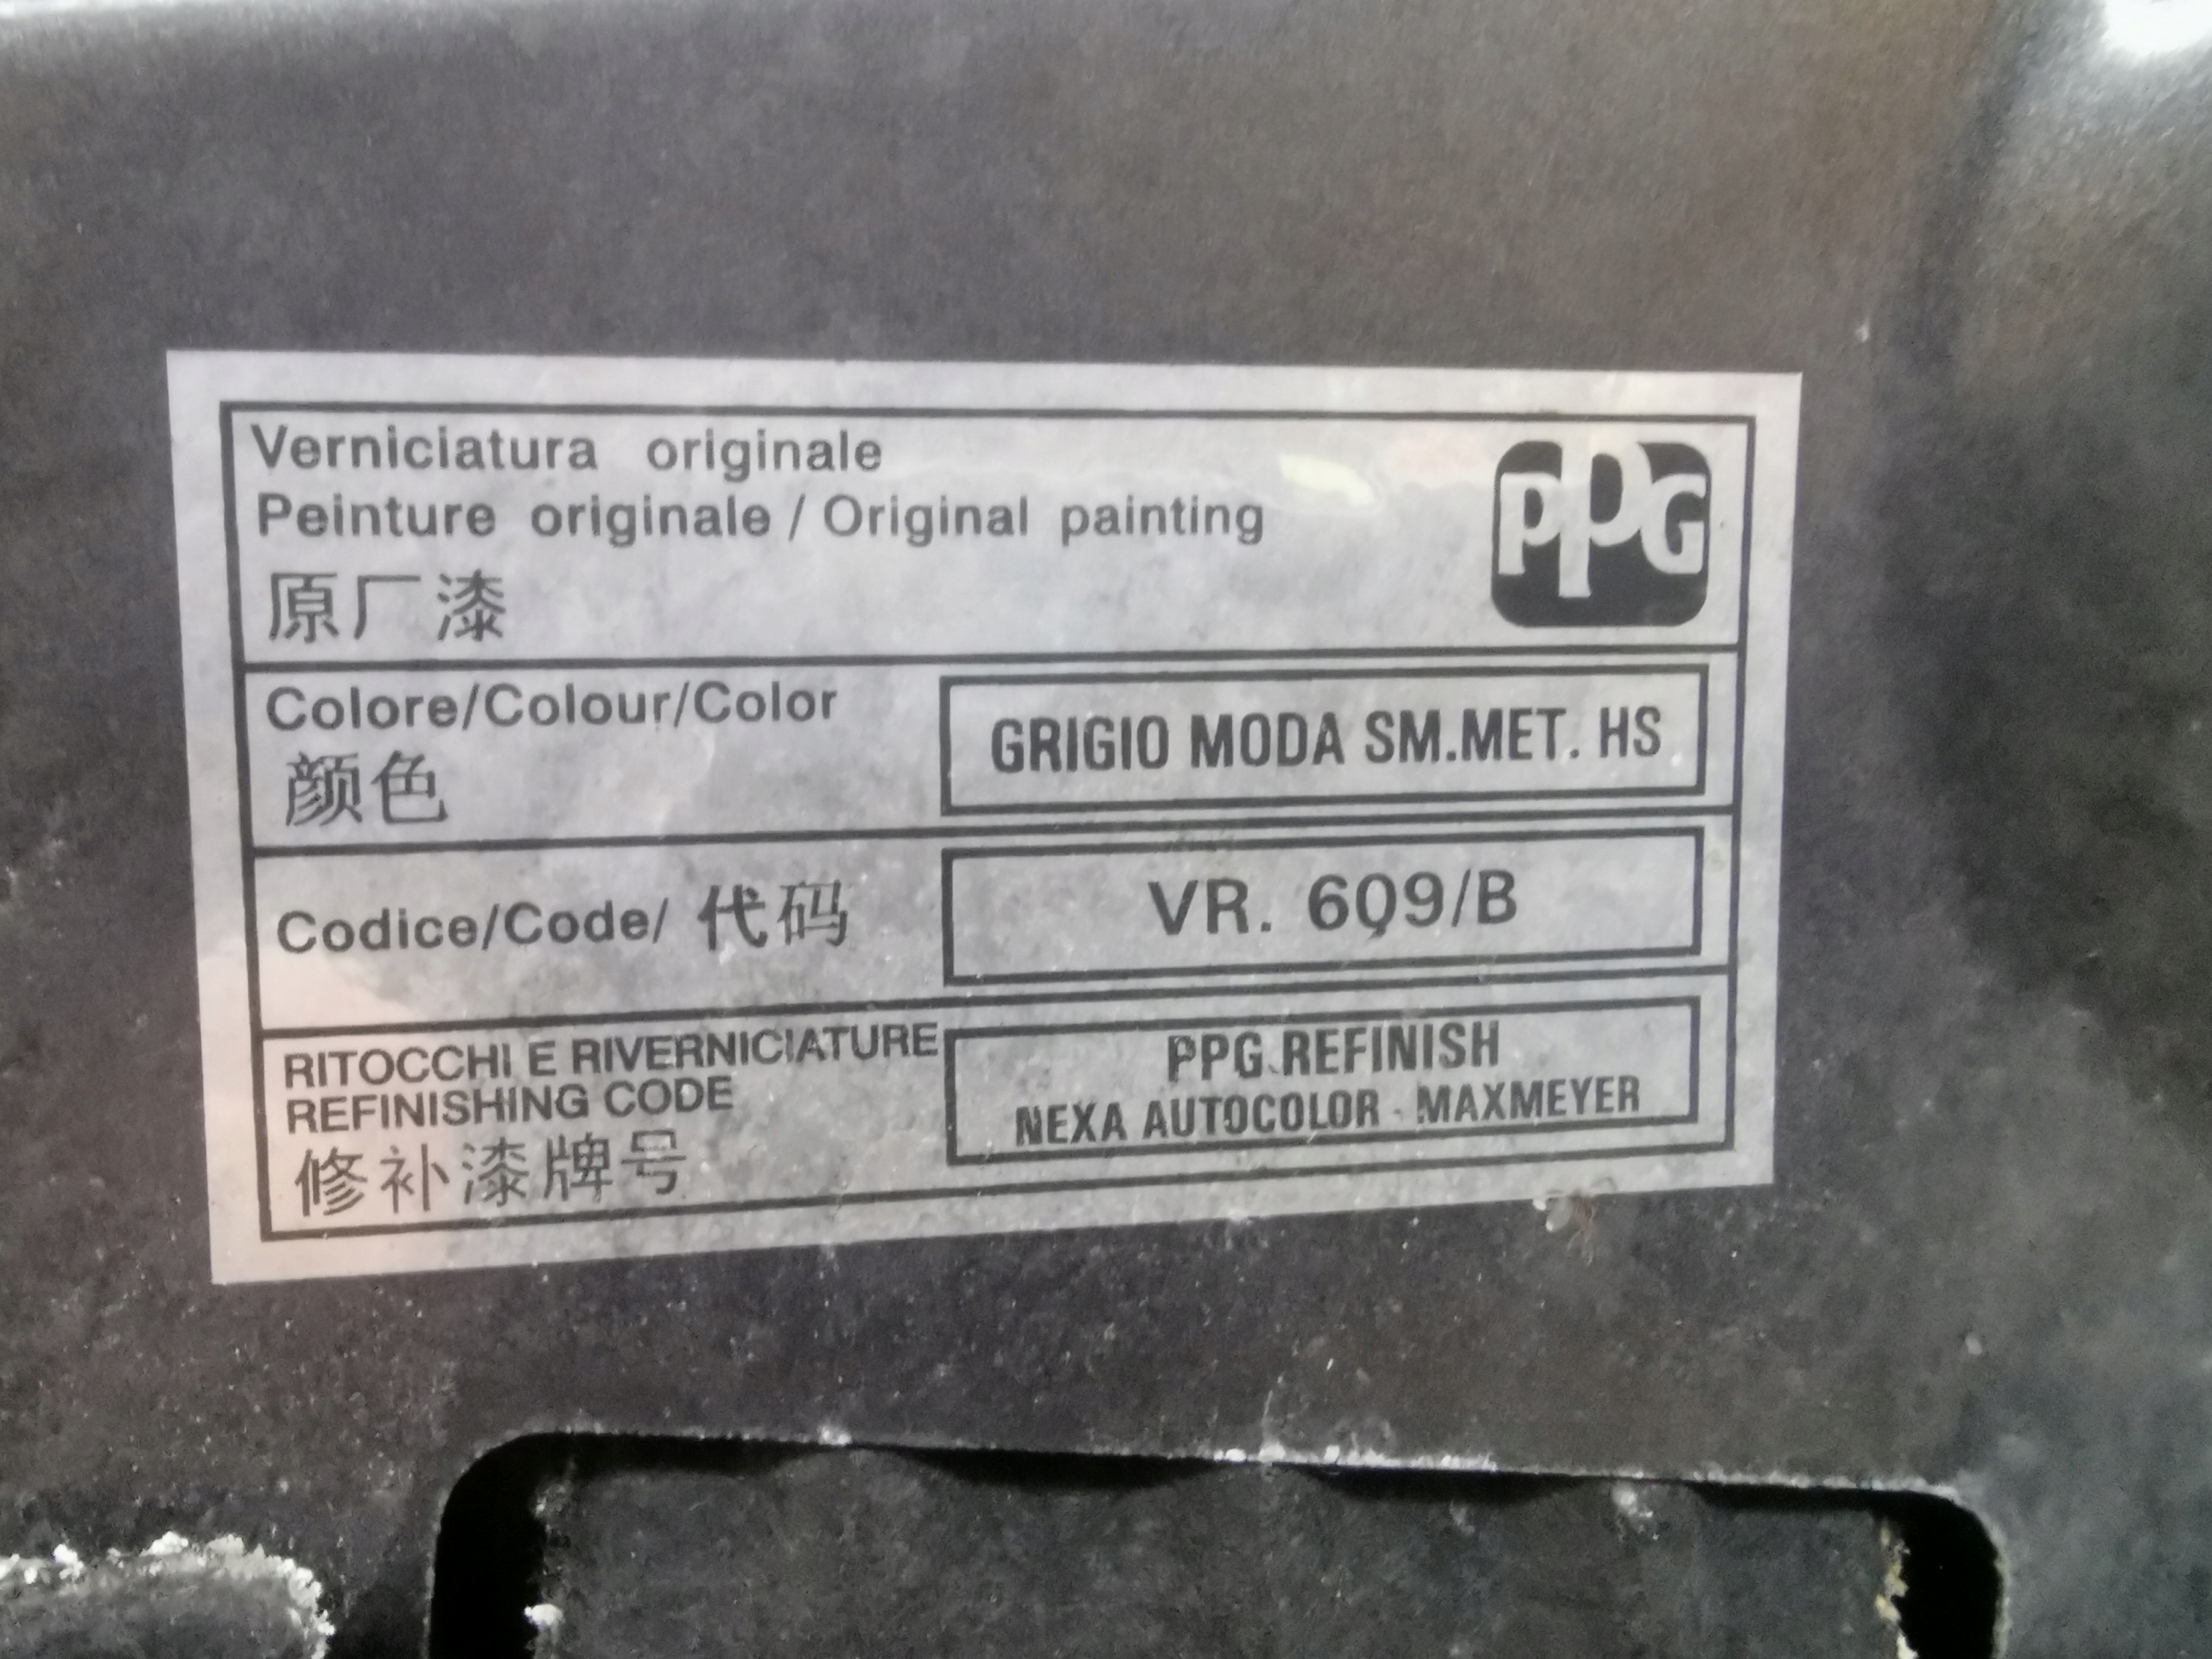 Verniciatura originale
Peinture originale / Original painting
PPG
原厂漆
Colore/Colour/Color
颜色
GRIGIO MODA SM.MET. HS
Codice/Code/ 代码
VR. 609/B
RITOCCHI E RIVERNICIATURE
REFINISHING CODE
修补漆牌号
PPG REFINISH
NEXA AUTOCOLOR - MAXMEYER